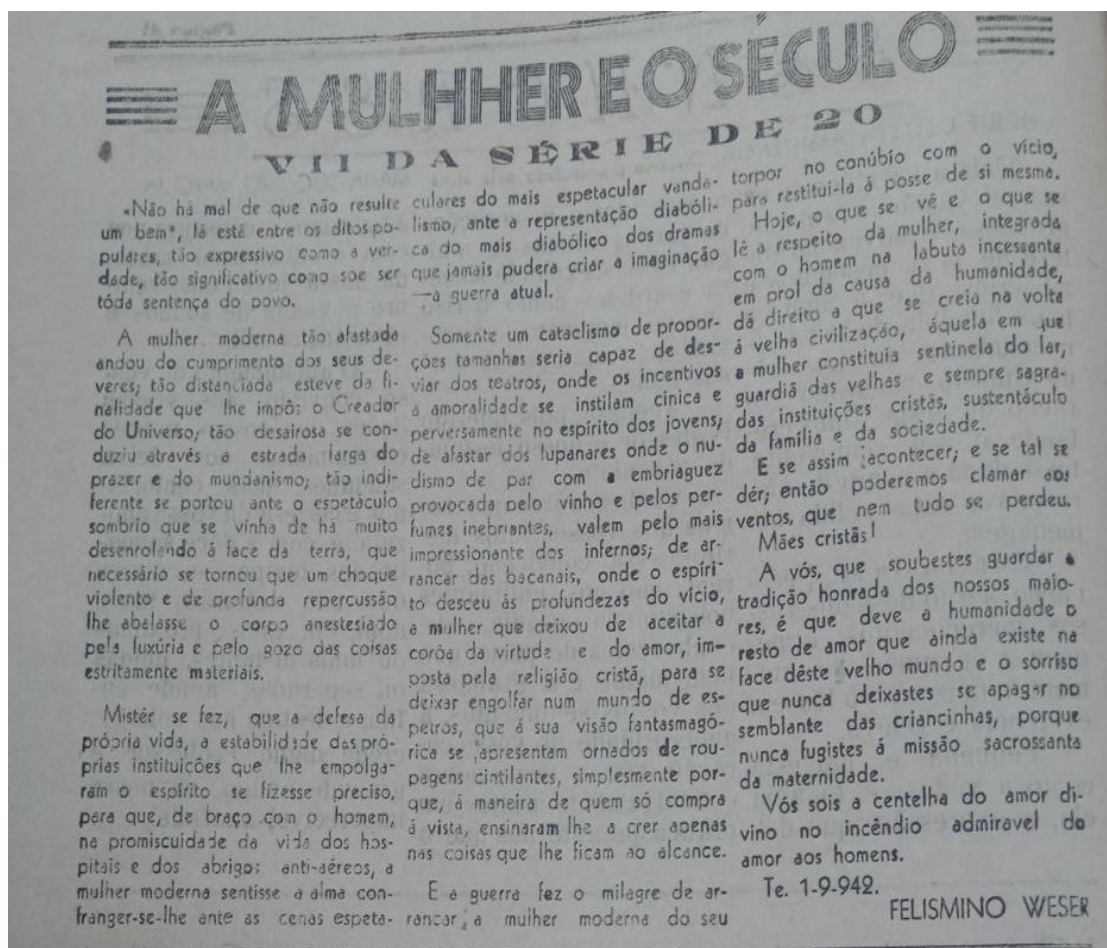 A MULHHER E O SÉCULO
VII DA SÉRIE DE 20
«Não há mal de que não resulte
um bem", lá está entre os ditos po-
pulares, tão expressivo como a ver-
dade, tão significativo como soe ser
tôda sentença do povo.
A mulher moderna tão afastada
andou do cumprimento dos seus de-
veres; tão distanciada esteve da fi-
nalidade que lhe impôs o Creador
do Universo; tão desairosa se con-
duziu através a estrada larga do
prazer e do mundanismo; tão indi-
ferente se portou ante o espetáculo
sombrio que se vinha de há muito
desenrolando á face da terra, que
necessário se tornou que um choque
violento e de profunda repercussão
lhe abalasse o corpo anestesiado
pela luxúria e pelo gozo das coisas
estritamente materiais.
Mistér se fez, que a defesa da
própria vida, a estabilidade das pró-
prias instituições que lhe empolga-
ram o espírito se fizesse preciso,
para que, de braço com o homem,
na promiscuidade da vida dos hos-
pitais e dos abrigos anti-aéreos, a
mulher moderna sentisse a alma con-
franger-se-lhe ante as cenas espeta-
culares do mais espetacular vanda-
lismo, ante a representação diabóli-
ca do mais diabólico dos dramas
que jamais pudera criar a imaginação
—a guerra atual.
Somente um cataclismo de propor-
ções tamanhas seria capaz de des-
viar dos teatros, onde os incentivos
á amoralidade se instilam cinica e
perversamente no espírito dos jovens;
de afastar dos lupanares onde o nu-
dismo de par com a embriaguez
provocada pelo vinho e pelos per-
fumes inebriantes, valem pelo mais
impressionante dos infernos; de ar-
rancar das bacanais, onde o espíri-
to desceu ás profundezas do vício,
a mulher que deixou de aceitar a
corôa da virtude e do amor, im-
posta pela religião cristã, para se
deixar engolfar num mundo de es-
petros, que á sua visão fantasmagó-
rica se apresentam ornados de rou-
pagens cintilantes, simplesmente por-
que, á maneira de quem só compra
á vista, ensinaram lhe a crer apenas
nas coisas que lhe ficam ao alcance.
E a guerra fez o milagre de ar-
rancar a mulher moderna do seu
torpor no conúbio com o vício,
para restitui-la á posse de si mesma.
Hoje, o que se vê e o que se
lê a respeito da mulher, integrada
com o homem na labuta incessante
em prol da causa da humanidade,
dá direito a que se creia na volta
á velha civilização, áquela em que
a mulher constituia sentinela do lar,
guardiã das velhas e sempre sagra-
das instituições cristãs, sustentáculo
da família e da sociedade.
E se assim acontecer; e se tal se
dér; então poderemos clamar aos
ventos, que nem tudo se perdeu.
Mães cristãs!
A vós, que soubestes guardar a
tradição honrada dos nossos maio-
res, é que deve a humanidade o
resto de amor que ainda existe na
face dêste velho mundo e o sorriso
que nunca deixastes se apagar no
semblante das criancinhas, porque
nunca fugistes á missão sacrossanta
da maternidade.
Vós sois a centelha do amor di-
vino no incêndio admiravel do
amor aos homens.
Te. 1-9-942.
FELISMINO WESER